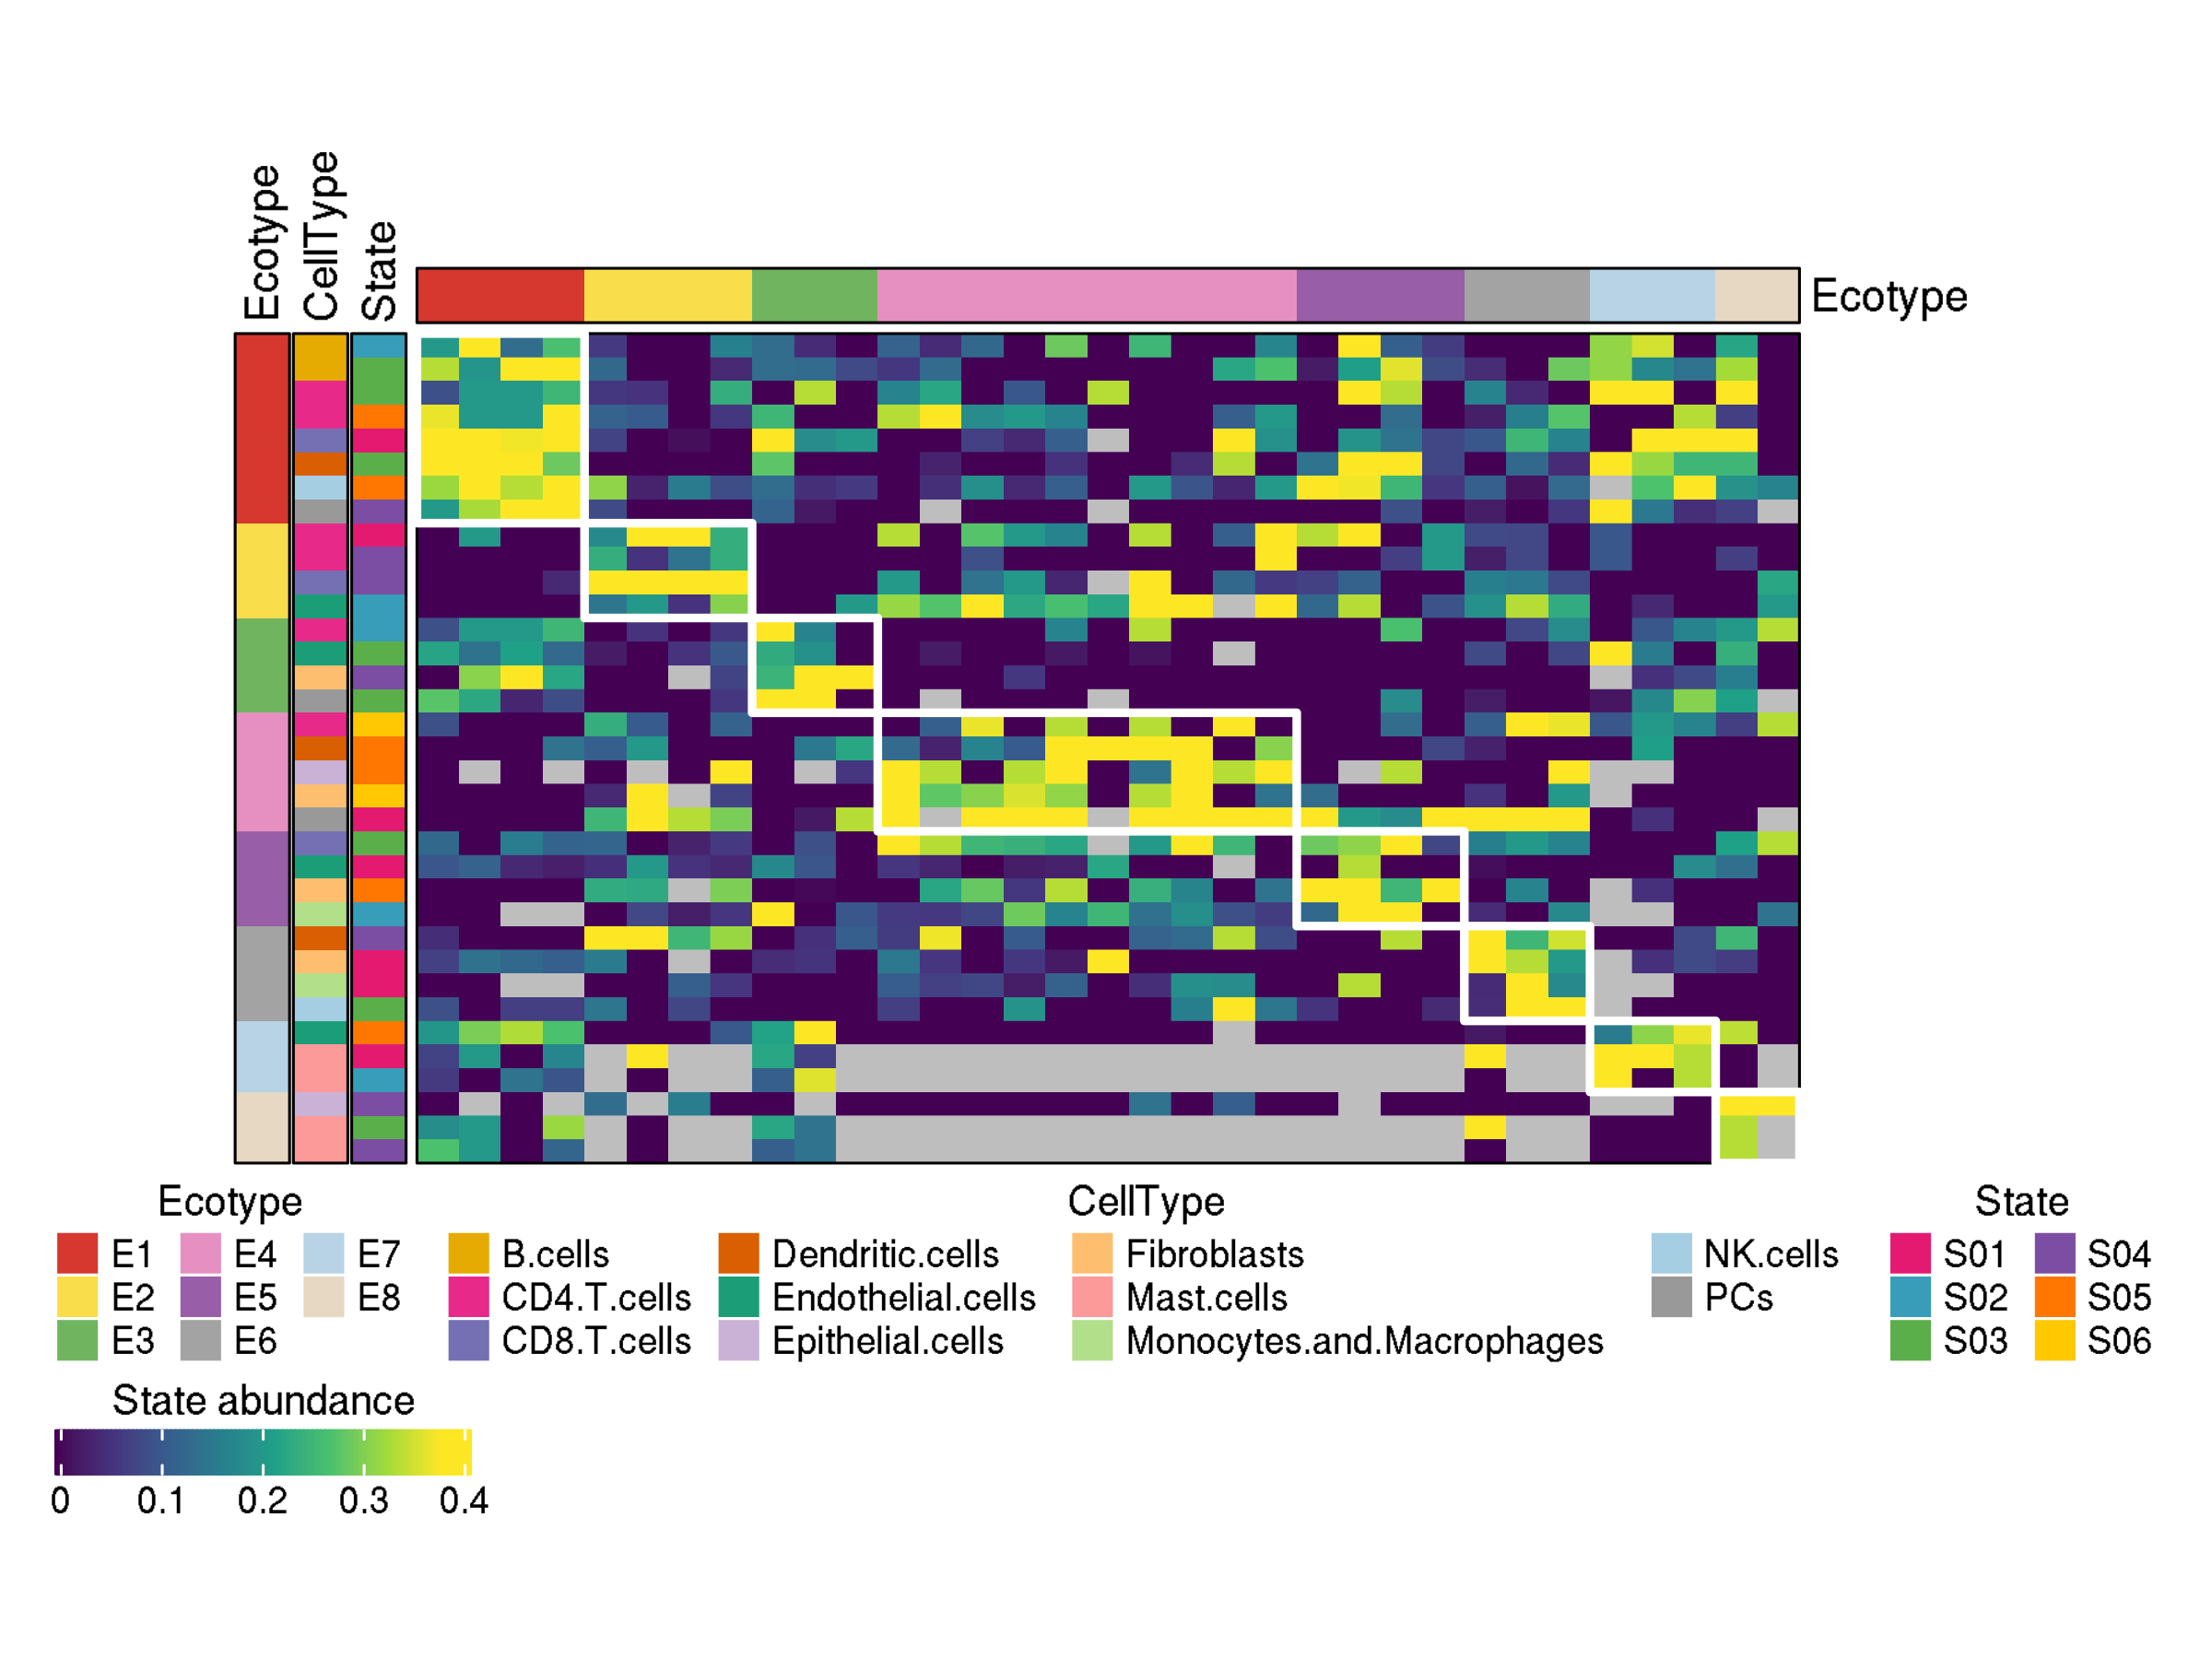 Ecotype
CellType
State
Ecotype
Ecotype
E1 E4 E7
E2 E5 E8
E3 E6
CellType
B.cells Dendritic.cells Fibroblasts NK.cells
CD4.T.cells Endothelial.cells Mast.cells PCs
CD8.T.cells Epithelial.cells Monocytes.and.Macrophages
State
S01 S04
S02 S05
S03 S06
State abundance
0 0.1 0.2 0.3 0.4